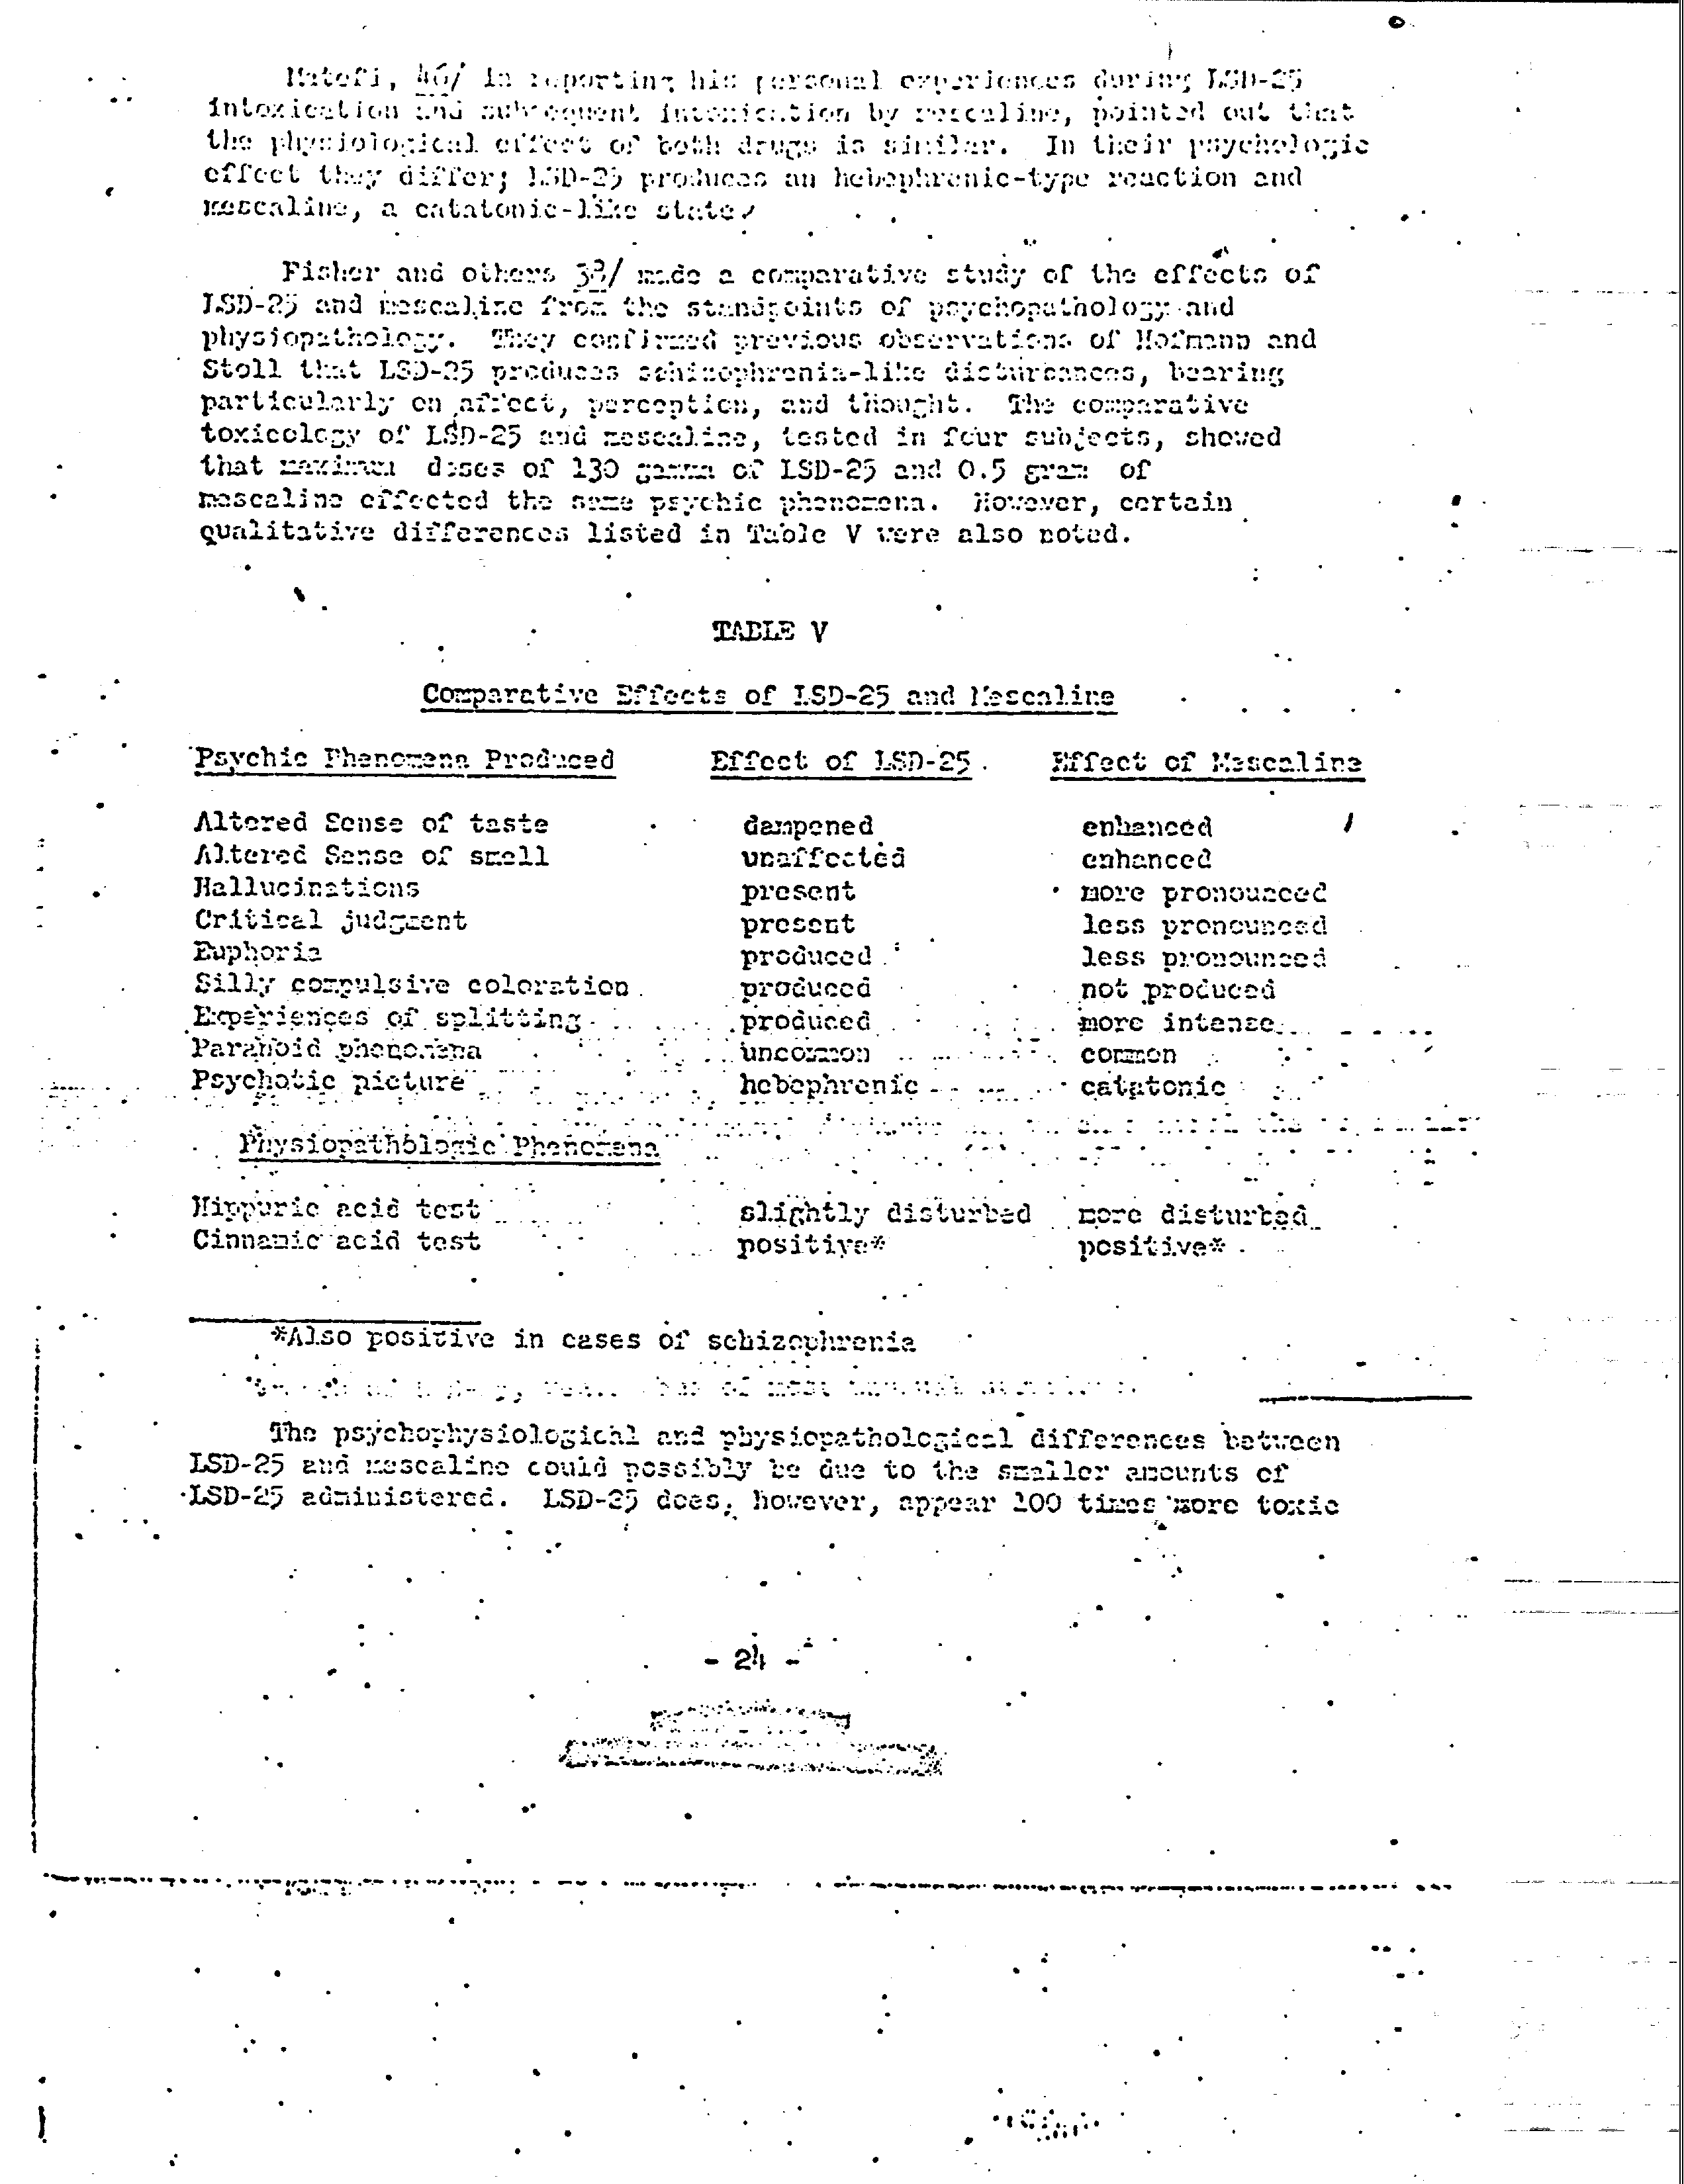 Matefi, 46/ in reporting his personal experiences during LSD-25
intoxication and subsequent intoxication by mescaline, pointed out that
the physiological effect of both drugs is similar. In their psychologic
effect they differ; LSD-25 produces an hebephrenic-type reaction and
mescaline, a catatonic-like state.
Fisher and others 38/ made a comparative study of the effects of
LSD-25 and mescaline from the standpoints of psychopathology and
physiopathology. They confirmed previous observations of Hofmann and
Stoll that LSD-25 produces schizophrenia-like disturbances, bearing
particularly on affect, perception, and thought. The comparative
toxicology of LSD-25 and mescaline, tested in four subjects, showed
that maximum doses of 130 gamma of LSD-25 and 0.5 gram of
mescaline effected the same psychic phenomena. However, certain
qualitative differences listed in Table V were also noted.
TABLE V
Comparative Effects of LSD-25 and Mescaline
Psychic Phenomena Produced Effect of LSD-25 Effect of Mescaline
Altered Sense of taste dampened enhanced
Altered Sense of smell unaffected enhanced
Hallucinations present more pronounced
Critical judgment present less pronounced
Euphoria produced less pronounced
Silly compulsive coloration produced not produced
Experiences of splitting produced more intense
Paranoid phenomena uncommon common
Psychotic picture hebephrenic catatonic
Physiopathologic Phenomena
Hippuric acid test slightly disturbed more disturbed
Cinnamic acid test positive* positive*
*Also positive in cases of schizophrenia
The psychophysiological and physiopathological differences between
LSD-25 and mescaline could possibly be due to the smaller amounts of
LSD-25 administered. LSD-25 does, however, appear 100 times more toxic
- 24 -